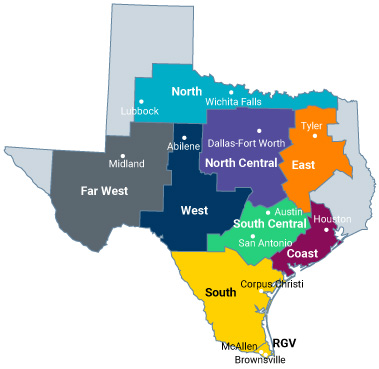 North
Wichita Falls
Lubbock
Tyler
Abilene
Dallas-Fort Worth
Midland
North Central
East
Far West
West
Austin
South Central
Houston
San Antonio
Coast
South
Corpus Christi
RGV
McAllen
Brownsville